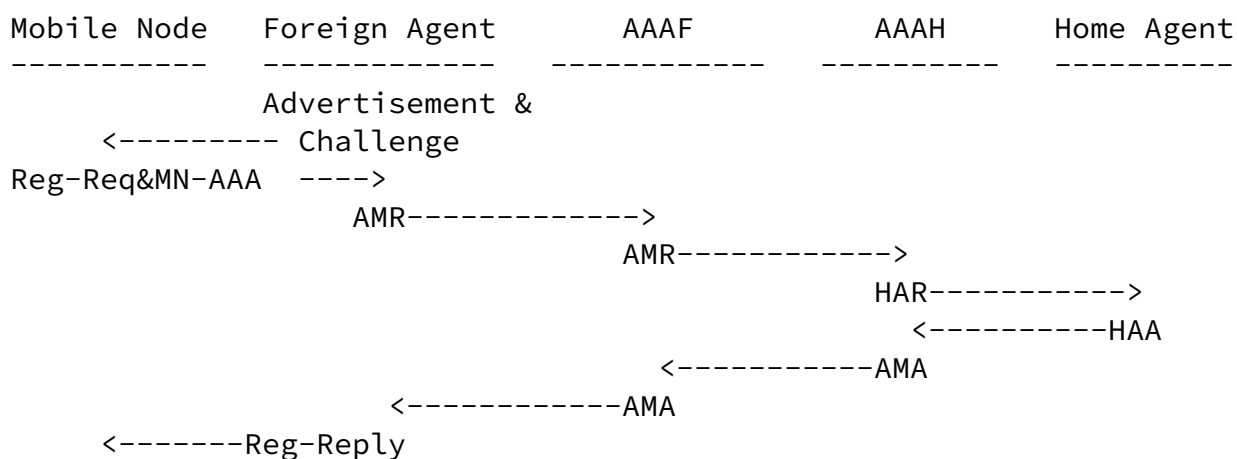 Mobile Node   Foreign Agent       AAAF             AAAH      Home Agent
-----------   -------------   ------------      ----------   ----------
              Advertisement &
     <--------- Challenge
Reg-Req&MN-AAA  ---->
                    AMR------------->
                                    AMR------------>
                                                   HAR----------->
                                                     <----------HAA
                                      <-----------AMA
                      <------------AMA
     <-------Reg-Reply